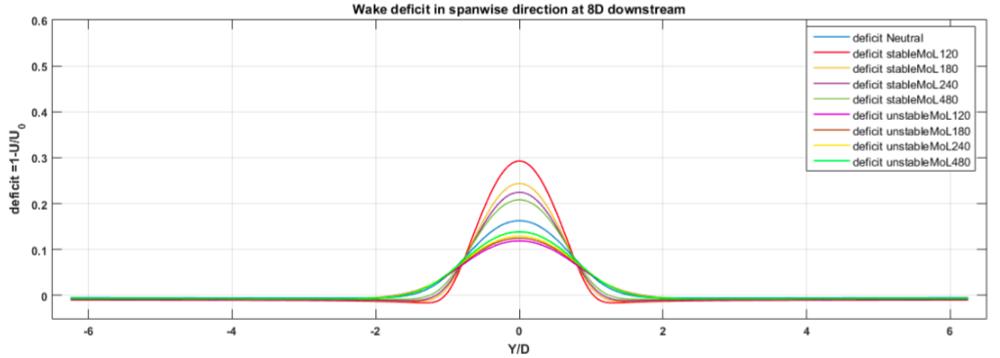 Wake deficit in spanwise direction at 8D downstream
0.6
0.5
0.4
0.3
0.2
0.1
0
deficit =1-U/U0
deficit Neutral
deficit stableMoL120
deficit stableMoL180
deficit stableMoL240
deficit stableMoL480
deficit unstableMoL120
deficit unstableMoL180
deficit unstableMoL240
deficit unstableMoL480
-6 -4 -2 0 2 4 6
Y/D